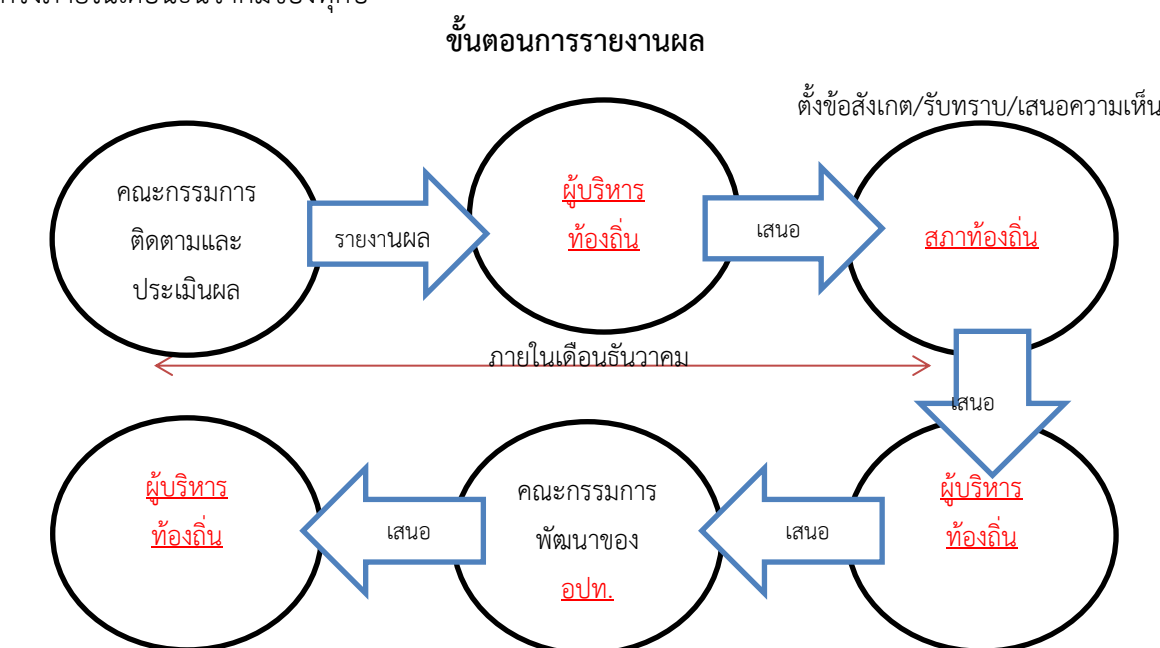 ขั้นตอนการรายงานผล
ตั้งข้อสังเกต/รับทราบ/เสนอความเห็น
คณะกรรมการ
ติดตามและ
ประเมินผล
รายงานผล
ผู้บริหาร
ท้องถิ่น
เสนอ
สภาท้องถิ่น
ภายในเดือนธันวาคม
เสนอ
ผู้บริหาร
ท้องถิ่น
เสนอ
คณะกรรมการ
พัฒนาของ
อปท.
เสนอ
ผู้บริหาร
ท้องถิ่น